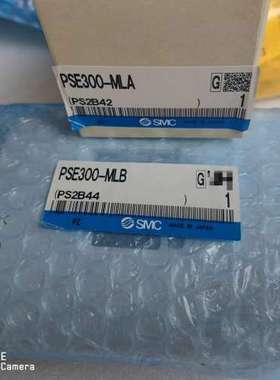 PSE300-MLA
G
(PS2B42 ) 1
SMC
PSE300-MLB
G
(PS2B44 ) 1
SMC MADE IN JAPAN
E
Camera